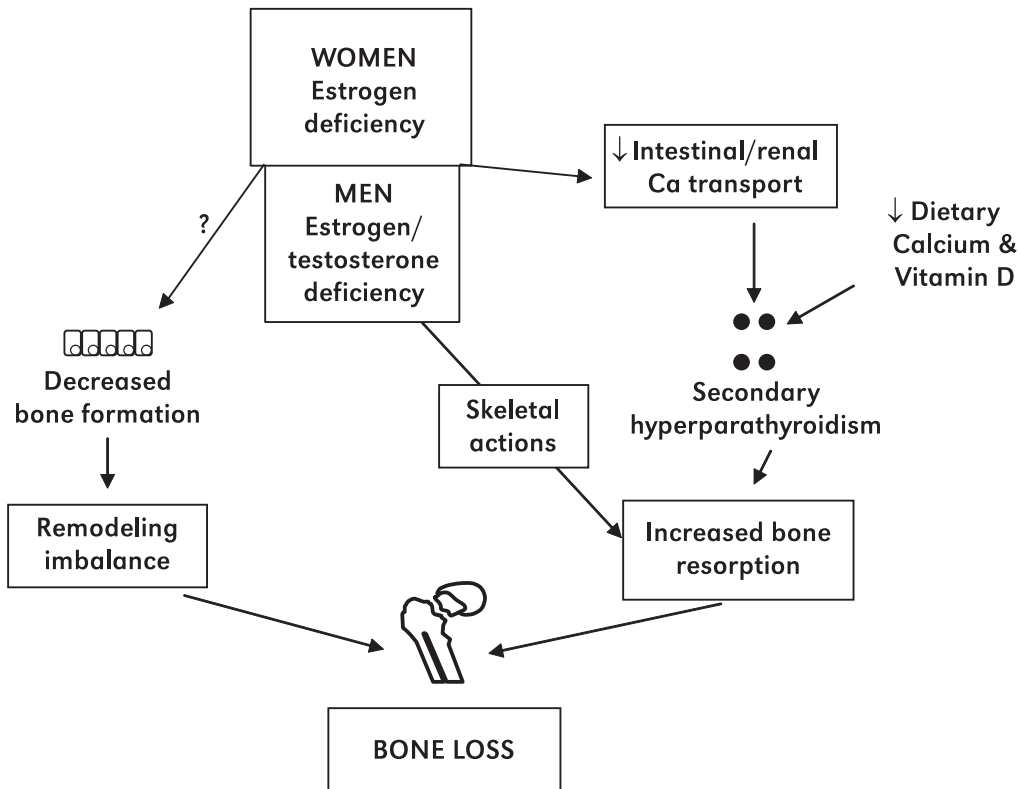 WOMEN
Estrogen
deficiency
MEN
Estrogen/
testosterone
deficiency
↓ Intestinal/renal
Ca transport
↓ Dietary
Calcium &
Vitamin D
?
Decreased
bone formation
Skeletal
actions
Secondary
hyperparathyroidism
Remodeling
imbalance
Increased bone
resorption
BONE LOSS